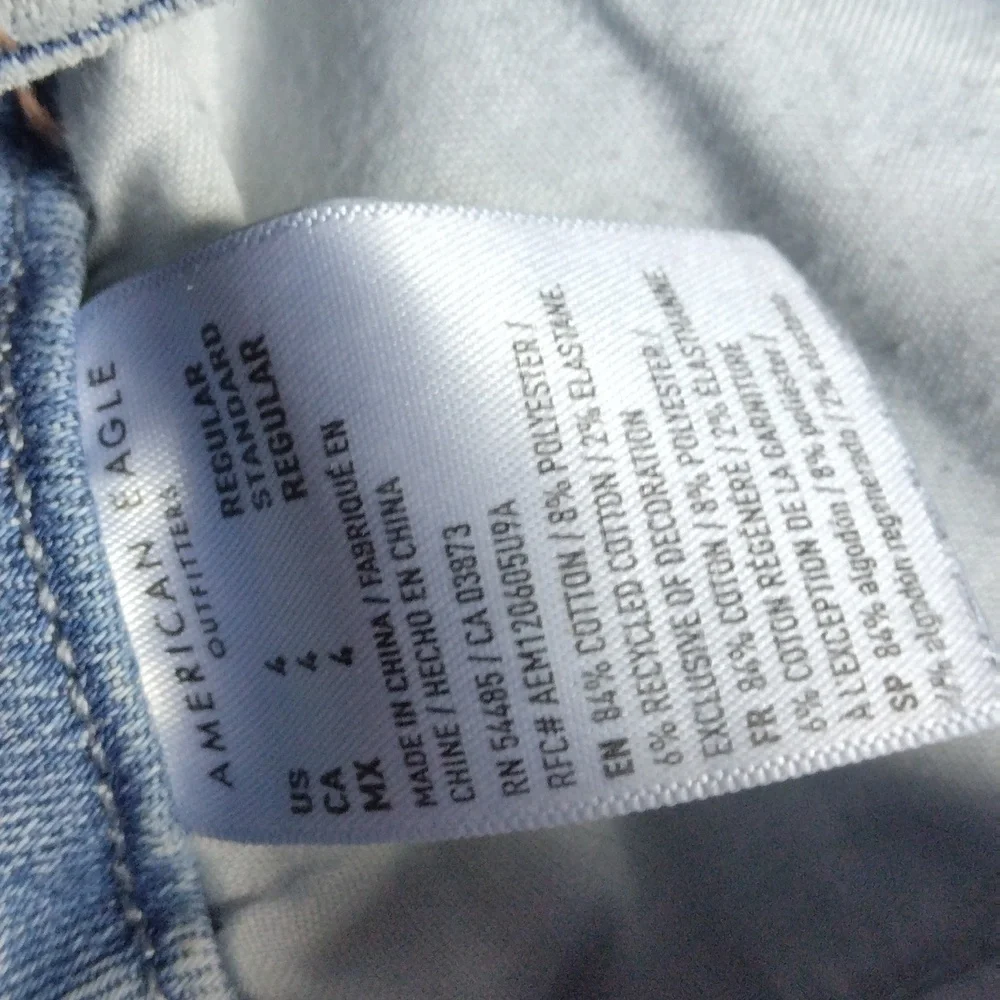 AMERICAN EAGLE
OUTFITTERS
REGULAR
STANDARD
REGULAR
US 4
CA 4
MX 4
MADE IN CHINA / FABRIQUÉ EN
CHINE / HECHO EN CHINA
RN 54485 / CA 03873
RFC# AEM120605U9A
EN 84% COTTON / 8% POLYESTER /
6% RECYCLED COTTON / 2% ELASTANE.
EXCLUSIVE OF DECORATION
FR 84% COTON / 8% POLYESTER /
6% COTON RÉGÉNÉRÉ / 2% ÉLASTHANNE.
À L'EXCEPTION DE LA GARNITURE
SP 84% algodón / 8% poliéster /
algodón regenerado / 2% elastano